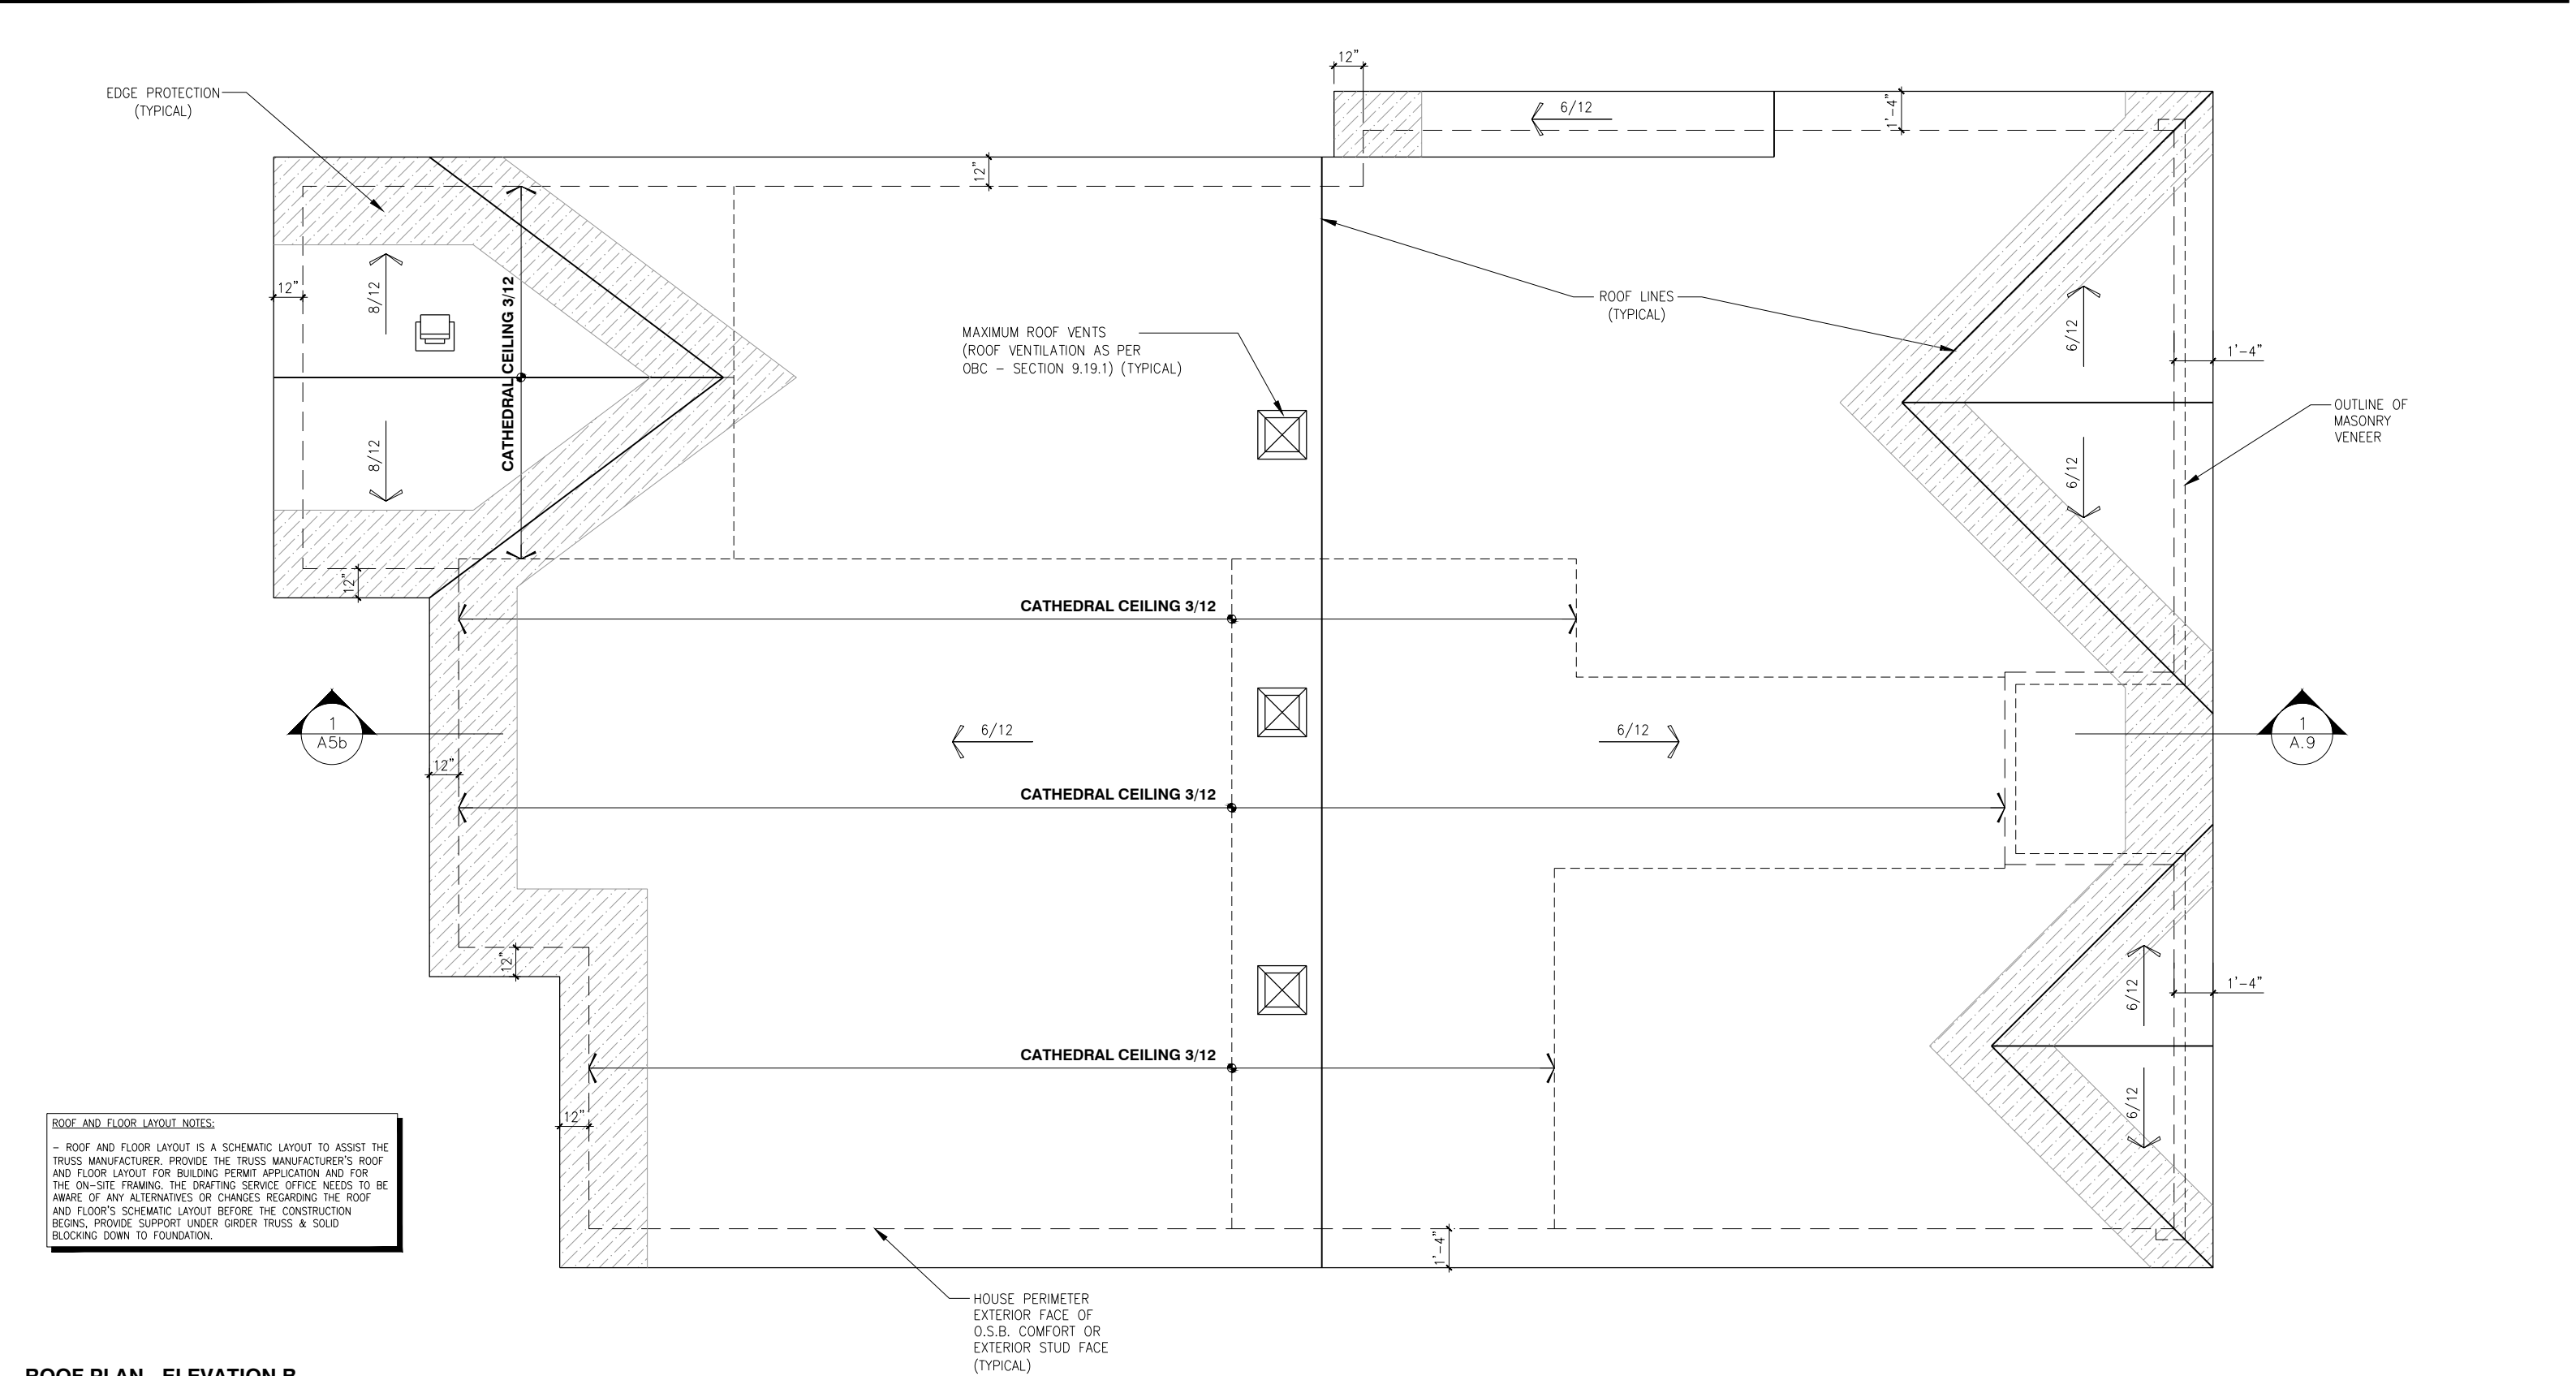 12"
EDGE PROTECTION
(TYPICAL)
6/12
1'-4"
12"
12"
8/12
CATHEDRAL CEILING 3/12
ROOF LINES
(TYPICAL)
MAXIMUM ROOF VENTS
(ROOF VENTILATION AS PER
OBC - SECTION 9.19.1) (TYPICAL)
6/12
1'-4"
OUTLINE OF
MASONRY
VENEER
8/12
6/12
12"
CATHEDRAL CEILING 3/12
1
A5b
6/12
6/12
1
A.9
12"
CATHEDRAL CEILING 3/12
12"
6/12
1'-4"
CATHEDRAL CEILING 3/12
12"
6/12
ROOF AND FLOOR LAYOUT NOTES:
- ROOF AND FLOOR LAYOUT IS A SCHEMATIC LAYOUT TO ASSIST THE
TRUSS MANUFACTURER. PROVIDE THE TRUSS MANUFACTURER'S ROOF
AND FLOOR LAYOUT FOR BUILDING PERMIT APPLICATION AND FOR
THE ON-SITE FRAMING. THE DRAFTING SERVICE OFFICE NEEDS TO BE
AWARE OF ANY ALTERNATIVES OR CHANGES REGARDING THE ROOF
AND FLOOR'S SCHEMATIC LAYOUT BEFORE THE CONSTRUCTION
BEGINS, PROVIDE SUPPORT UNDER GIRDER TRUSS & SOLID
BLOCKING DOWN TO FOUNDATION.
1'-4"
HOUSE PERIMETER
EXTERIOR FACE OF
O.S.B. COMFORT OR
EXTERIOR STUD FACE
(TYPICAL)
ROOF PLAN - ELEVATION B